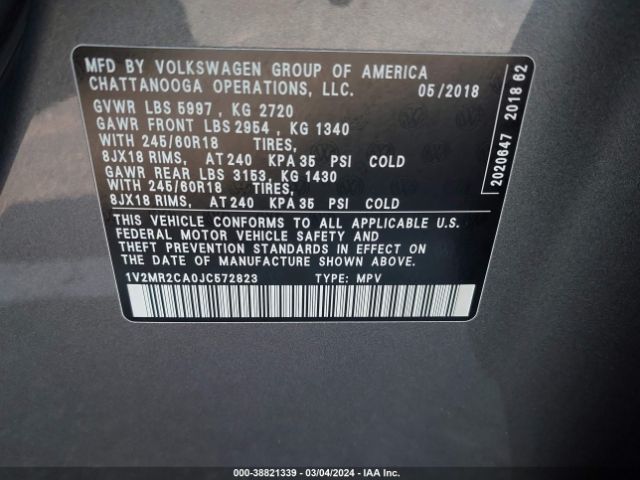 MFD BY VOLKSWAGEN GROUP OF AMERICA
CHATTANOOGA OPERATIONS, LLC. 05/2018
GVWR LBS 5997 , KG 2720
GAWR FRONT LBS 2954 , KG 1340
WITH 245/60R18 TIRES,
8JX18 RIMS, AT 240 KPA 35 PSI COLD
GAWR REAR LBS 3153, KG 1430
WITH 245/60R18 TIRES,
8JX18 RIMS, AT 240 KPA 35 PSI COLD
THIS VEHICLE CONFORMS TO ALL APPLICABLE U.S.
FEDERAL MOTOR VEHICLE SAFETY AND
THEFT PREVENTION STANDARDS IN EFFECT ON
THE DATE OF MANUFACTURE SHOWN ABOVE.
1V2MR2CA0JC572823 TYPE: MPV
2020647 2018 62
000-38821339 - 03/04/2024 - IAAI.com